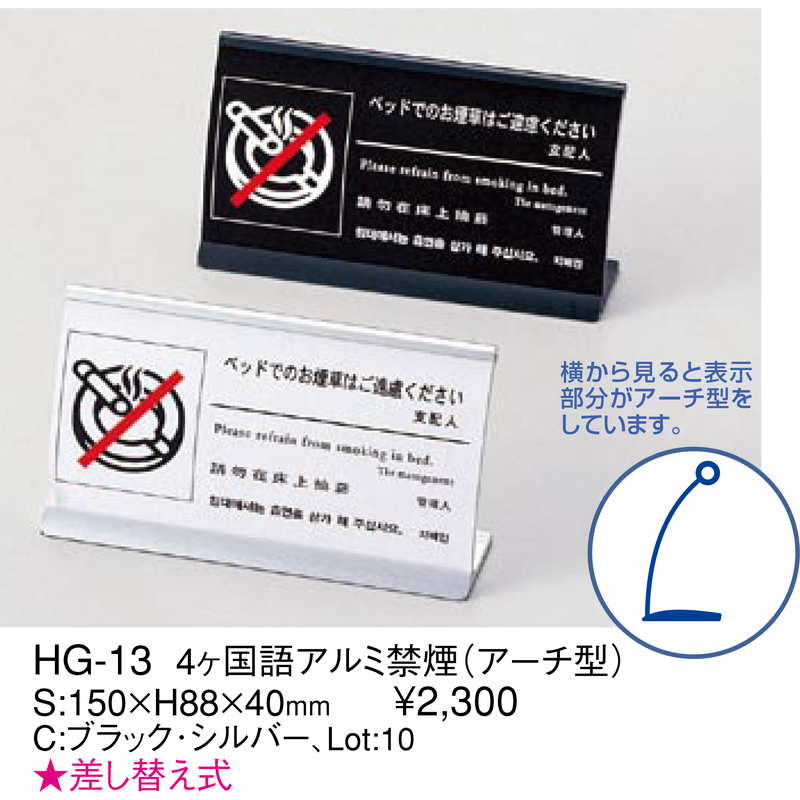 ベッドでのお煙草はご遠慮ください
支配人
Please refrain from smoking in bed.
The management
請勿在床上抽菸
管理人
침대에서는 흡연을 삼가 해 주십시요. 지배인
ベッドでのお煙草はご遠慮ください
支配人
Please refrain from smoking in bed.
The management
請勿在床上抽菸
管理人
침대에서는 흡연을 삼가 해 주십시요. 지배인
横から見ると表示
部分がアーチ型を
しています。
HG-13 4ヶ国語アルミ禁煙(アーチ型)
S:150×H88×40mm ¥2,300
C:ブラック・シルバー、Lot:10
★差し替え式